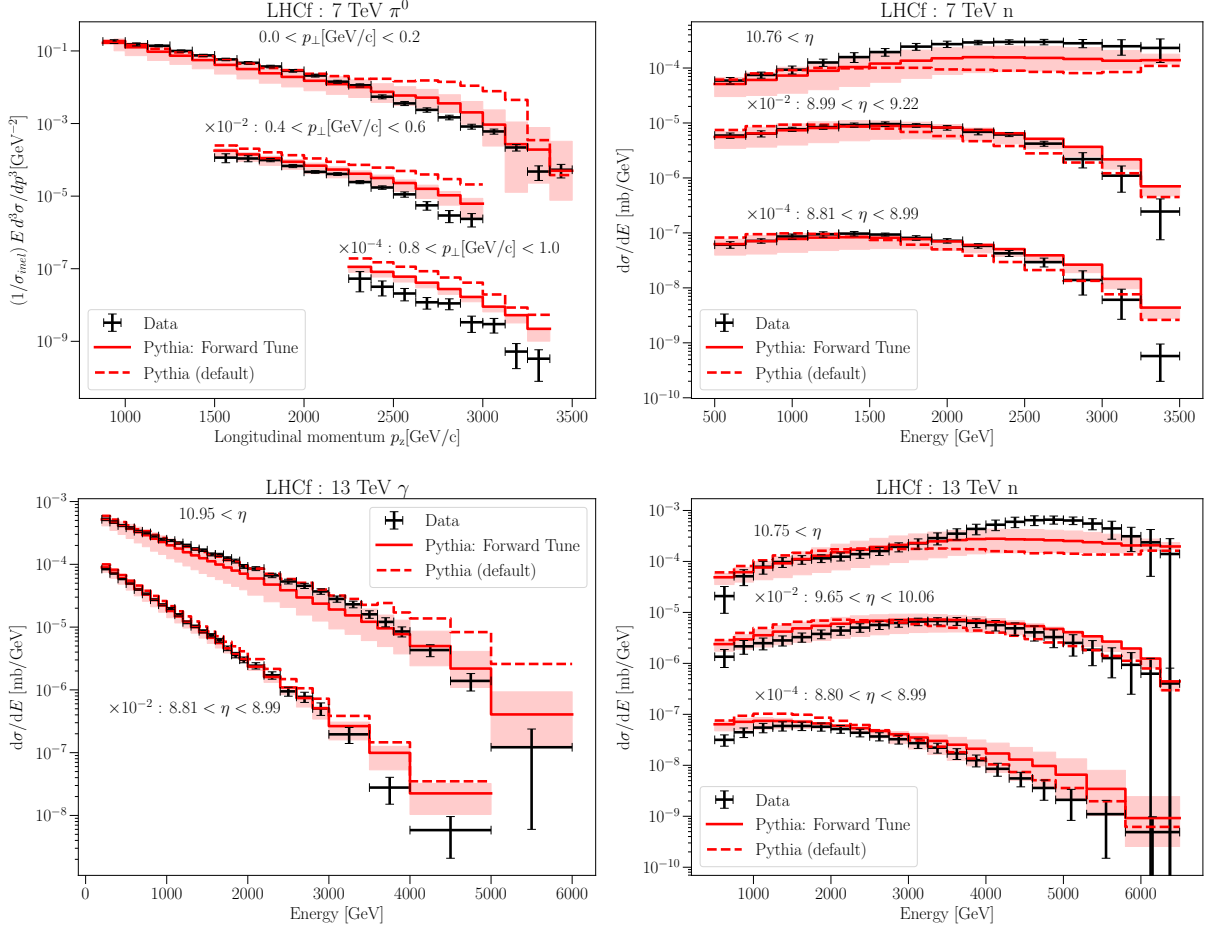 LHCf : 7 TeV π⁰
0.0 < p⊥[GeV/c] < 0.2
×10⁻² : 0.4 < p⊥[GeV/c] < 0.6
×10⁻⁴ : 0.8 < p⊥[GeV/c] < 1.0
Data
Pythia: Forward Tune
Pythia (default)
10⁻¹
10⁻³
10⁻⁵
10⁻⁷
10⁻⁹
(1/σinel) E d³σ/dp³[GeV⁻²]
1000 1500 2000 2500 3000 3500
Longitudinal momentum pz[GeV/c]
LHCf : 7 TeV n
10.76 < η
×10⁻² : 8.99 < η < 9.22
×10⁻⁴ : 8.81 < η < 8.99
Data
Pythia: Forward Tune
Pythia (default)
10⁻⁴
10⁻⁵
10⁻⁶
10⁻⁷
10⁻⁸
10⁻⁹
10⁻¹⁰
dσ/dE [mb/GeV]
500 1000 1500 2000 2500 3000 3500
Energy [GeV]
LHCf : 13 TeV γ
10.95 < η
×10⁻² : 8.81 < η < 8.99
Data
Pythia: Forward Tune
Pythia (default)
10⁻³
10⁻⁴
10⁻⁵
10⁻⁶
10⁻⁷
10⁻⁸
dσ/dE [mb/GeV]
0 1000 2000 3000 4000 5000 6000
Energy [GeV]
LHCf : 13 TeV n
10.75 < η
×10⁻² : 9.65 < η < 10.06
×10⁻⁴ : 8.80 < η < 8.99
Data
Pythia: Forward Tune
Pythia (default)
10⁻³
10⁻⁴
10⁻⁵
10⁻⁶
10⁻⁷
10⁻⁸
10⁻⁹
10⁻¹⁰
dσ/dE [mb/GeV]
1000 2000 3000 4000 5000 6000
Energy [GeV]